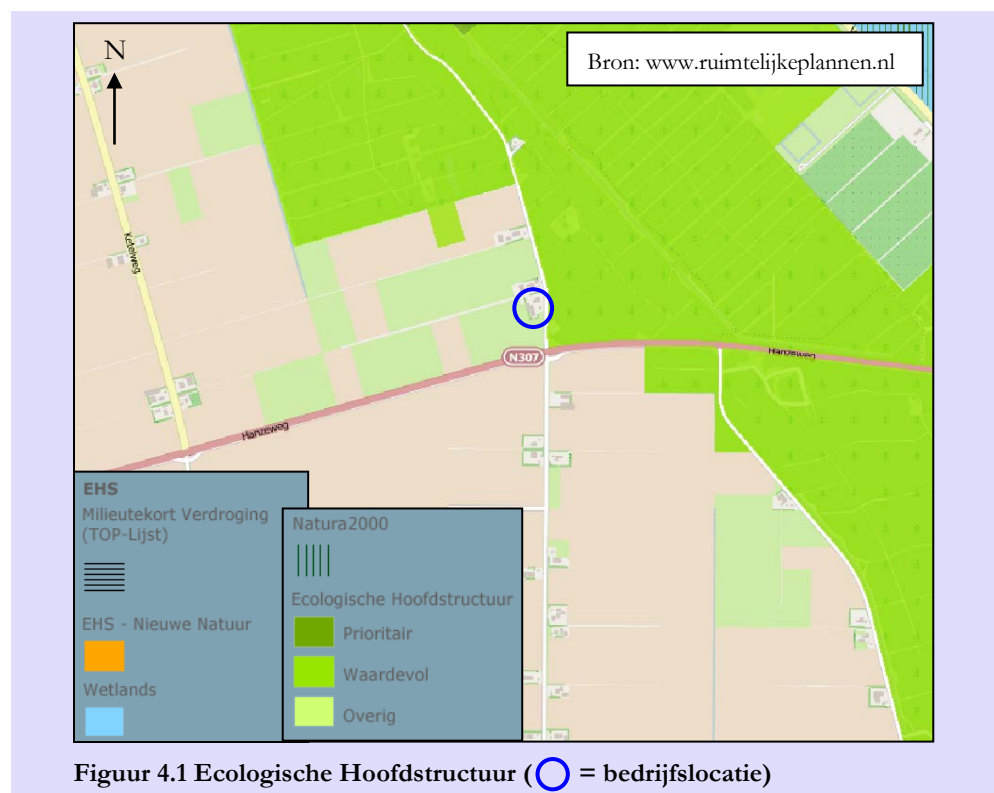 N
Bron: www.ruimtelijkeplannen.nl
Ketelweg
N307
Hanzeweg
Hanzeweg
EHS
Milieutekort Verdroging
(TOP-Lijst)
EHS - Nieuwe Natuur
Wetlands
Natura2000
Ecologische Hoofdstructuur
Prioritair
Waardevol
Overig
Figuur 4.1 Ecologische Hoofdstructuur ( = bedrijfslocatie)